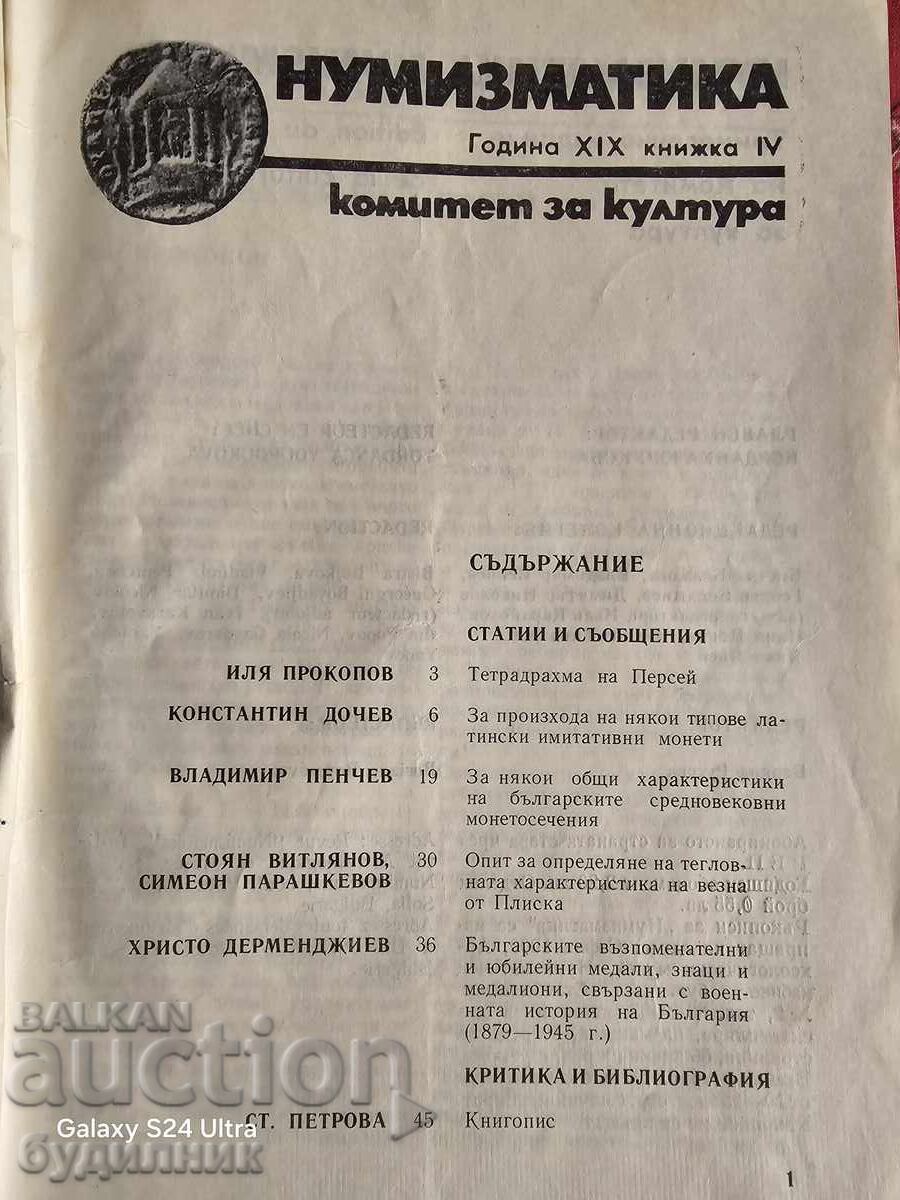 НУМИЗМАТИКА
Година XIX книжка IV
комитет за култура
СЪДЪРЖАНИЕ
СТАТИИ И СЪОБЩЕНИЯ
ИЛЯ ПРОКОПОВ 3 Тетрадрахма на Персей
КОНСТАНТИН ДОЧЕВ 6 За произхода на някои типове ла-
тински имитативни монети
ВЛАДИМИР ПЕНЧЕВ 19 За някои общи характеристики
на българските средновековни
монетосечения
СТОЯН ВИТЛЯНОВ, 30 Опит за определяне на теглов-
СИМЕОН ПАРАШКЕВОВ ната характеристика на везна
от Плиска
ХРИСТО ДЕРМЕНДЖИЕВ 36 Българските възпоменателни
и юбилейни медали, знаци и
медалиони, свързани с воен-
ната история на България
(1879—1945 г.)
КРИТИКА И БИБЛИОГРАФИЯ
СТ. ПЕТРОВА 45 Книгопис
1
BALKAN
auction
Galaxy S24 Ultra
будилник